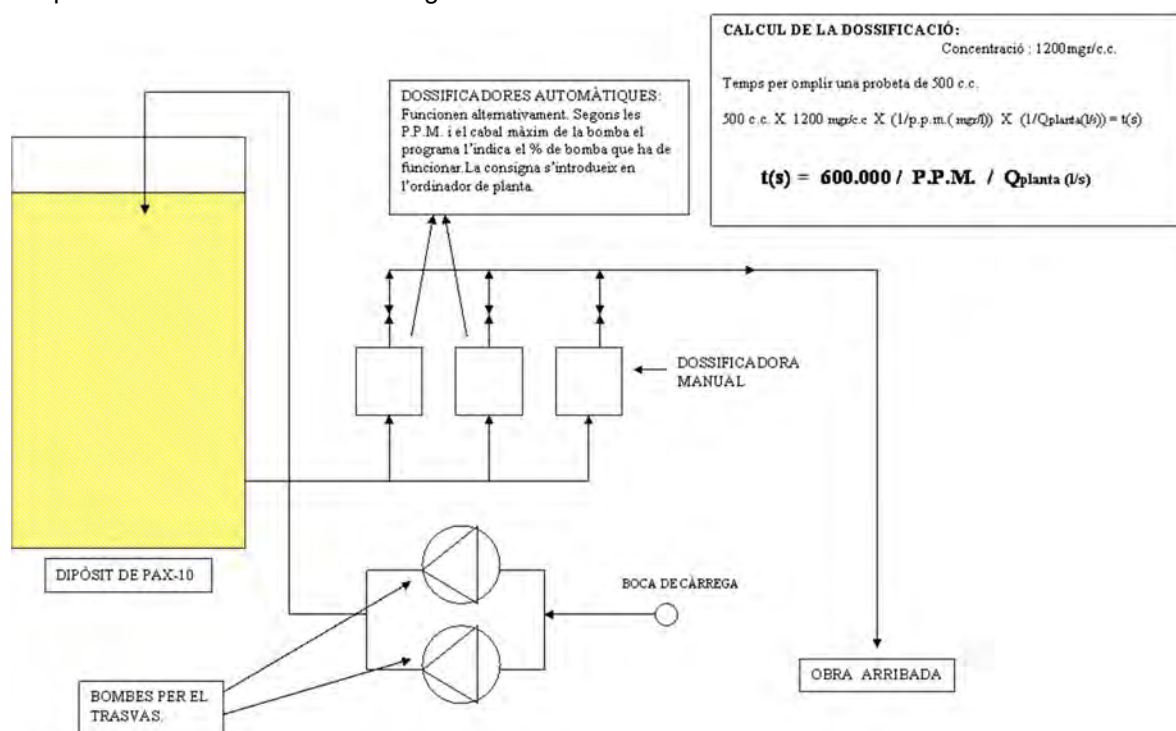 CALCUL DE LA DOSSIFICACIÓ:
Concentració : 1200mgr/c.c.
Temps per omplir una probeta de 500 c.c.
500 c.c. X 1200 mgr/c.c X (1/p.p.m.( mgr/l)) X (1/Qplanta(l/s)) = t(s)
t(s) = 600.000 / P.P.M. / Qplanta (l/s)
DOSSIFICADORES AUTOMÀTIQUES:
Funcionen alternativament. Segons les
P.P.M. i el cabal màxim de la bomba el
programa l'indica el % de bomba que ha de
funcionar.La consigna s'introdueix en
l'ordinador de planta.
DOSSIFICADORA
MANUAL
DIPÒSIT DE PAX-10
BOCA DE CÀRREGA
BOMBES PER EL
TRASVAS.
OBRA ARRIBADA